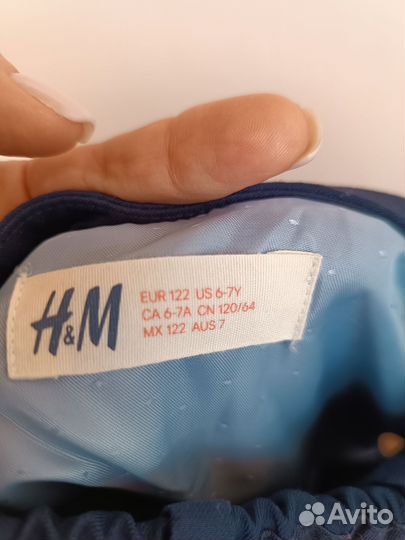 H&M
EUR 122 US 6-7Y
CA 6-7A CN 120/64
MX 122 AUS 7
Avito